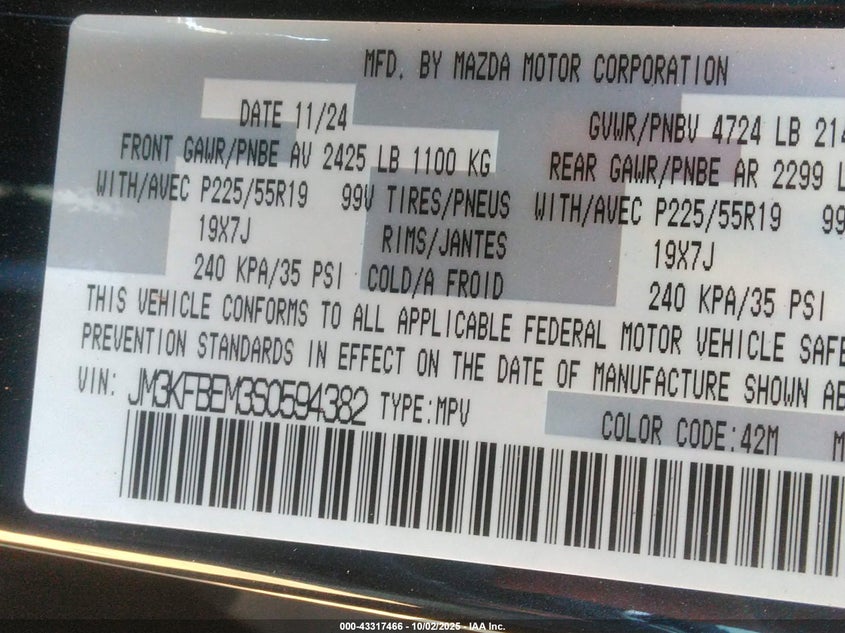 MFD. BY MAZDA MOTOR CORPORATION
DATE 11/24 GVWR/PNBV 4724 LB 214
FRONT GAWR/PNBE AV 2425 LB 1100 KG REAR GAWR/PNBE AR 2299 L
WITH/AVEC P225/55R19 99V TIRES/PNEUS WITH/AVEC P225/55R19 99
19X7J RIMS/JANTES 19X7J
240 KPA/35 PSI COLD/A FROID 240 KPA/35 PSI
THIS VEHICLE CONFORMS TO ALL APPLICABLE FEDERAL MOTOR VEHICLE SAFE
PREVENTION STANDARDS IN EFFECT ON THE DATE OF MANUFACTURE SHOWN AB
VIN: JM3KFBEM3S0594382 TYPE:MPV
COLOR CODE:42M M
000-43317466 - 10/02/2025 - IAA Inc.